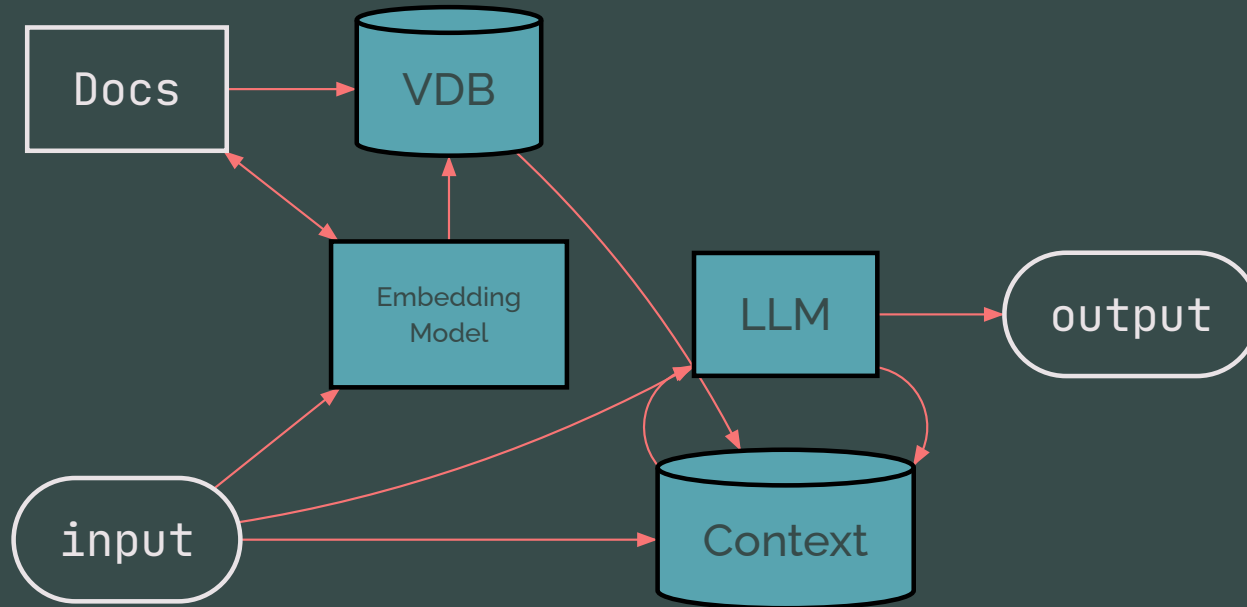 Docs
VDB
Embedding
Model
LLM
output
input
Context